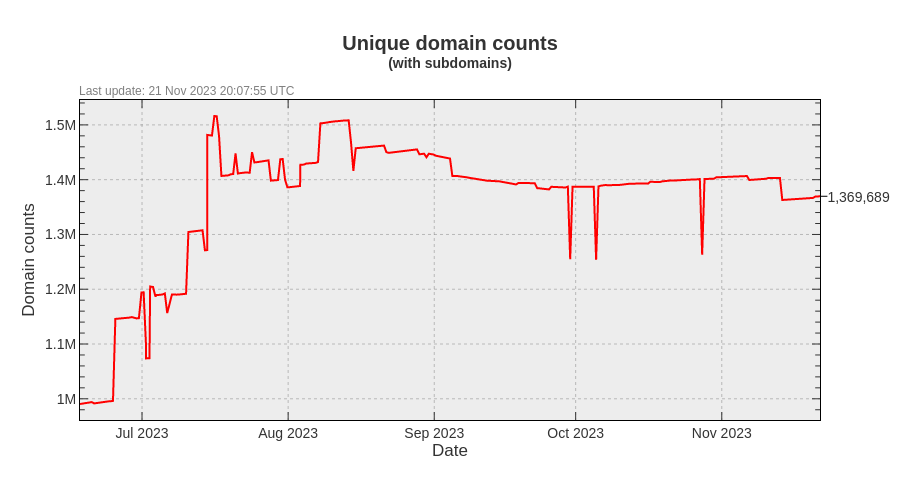 Unique domain counts
(with subdomains)
Last update: 21 Nov 2023 20:07:55 UTC
1.5M
1.4M
1.3M
1.2M
1.1M
1M
1,369,689
Domain counts
Jul 2023
Aug 2023
Sep 2023
Oct 2023
Nov 2023
Date